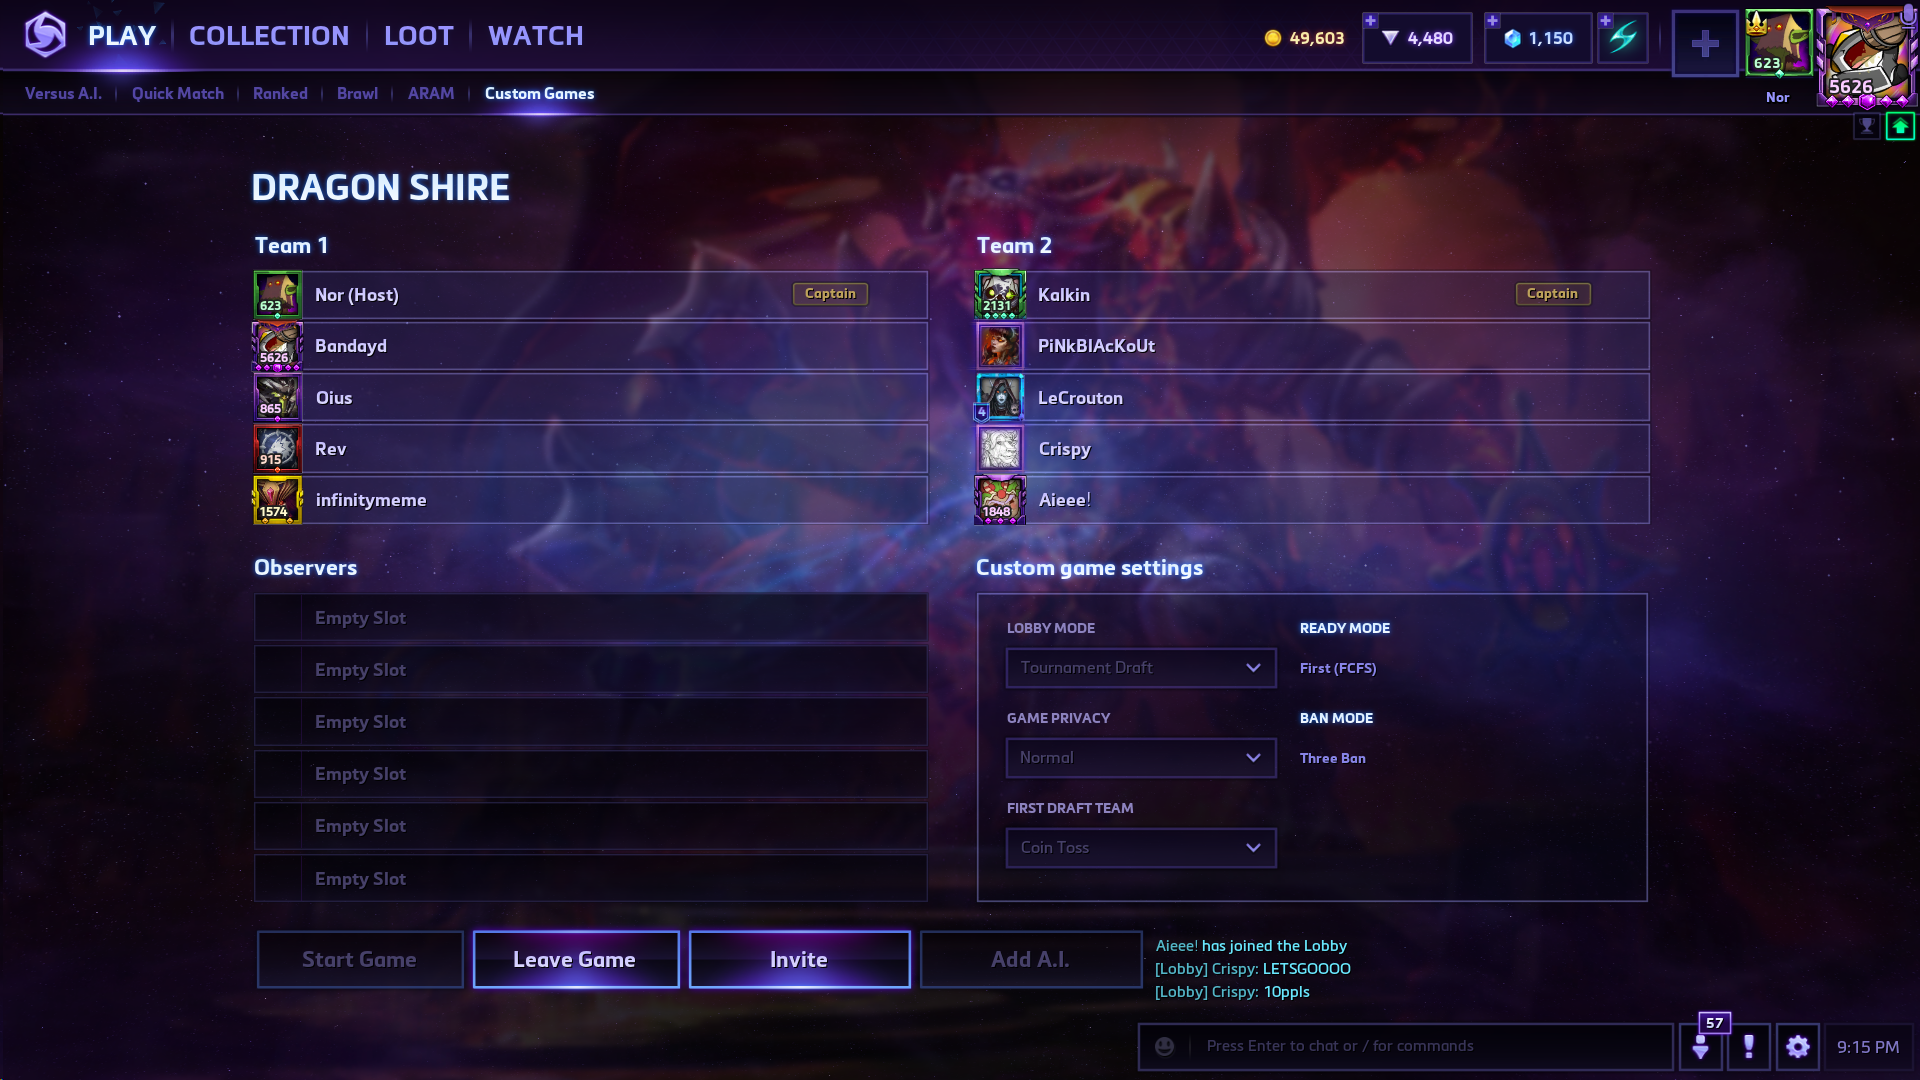 PLAY
COLLECTION
LOOT
WATCH
49,603
4,480
1,150
623
Nor
5626
Versus A.I.
Quick Match
Ranked
Brawl
ARAM
Custom Games
DRAGON SHIRE
Team 1
623
Nor (Host)
Captain
5626
Bandayd
865
Oius
915
Rev
1574
infinitymeme
Team 2
2131
Kalkin
Captain
PiNkBlAcKoUt
4
LeCrouton
Crispy
1848
Aieee!
Observers
Empty Slot
Empty Slot
Empty Slot
Empty Slot
Empty Slot
Empty Slot
Custom game settings
LOBBY MODE
Tournament Draft
READY MODE
First (FCFS)
GAME PRIVACY
Normal
BAN MODE
Three Ban
FIRST DRAFT TEAM
Coin Toss
Start Game
Leave Game
Invite
Add A.I.
Aieee! has joined the Lobby
[Lobby] Crispy: LETSGOOOO
[Lobby] Crispy: 10ppls
Press Enter to chat or / for commands
57
9:15 PM